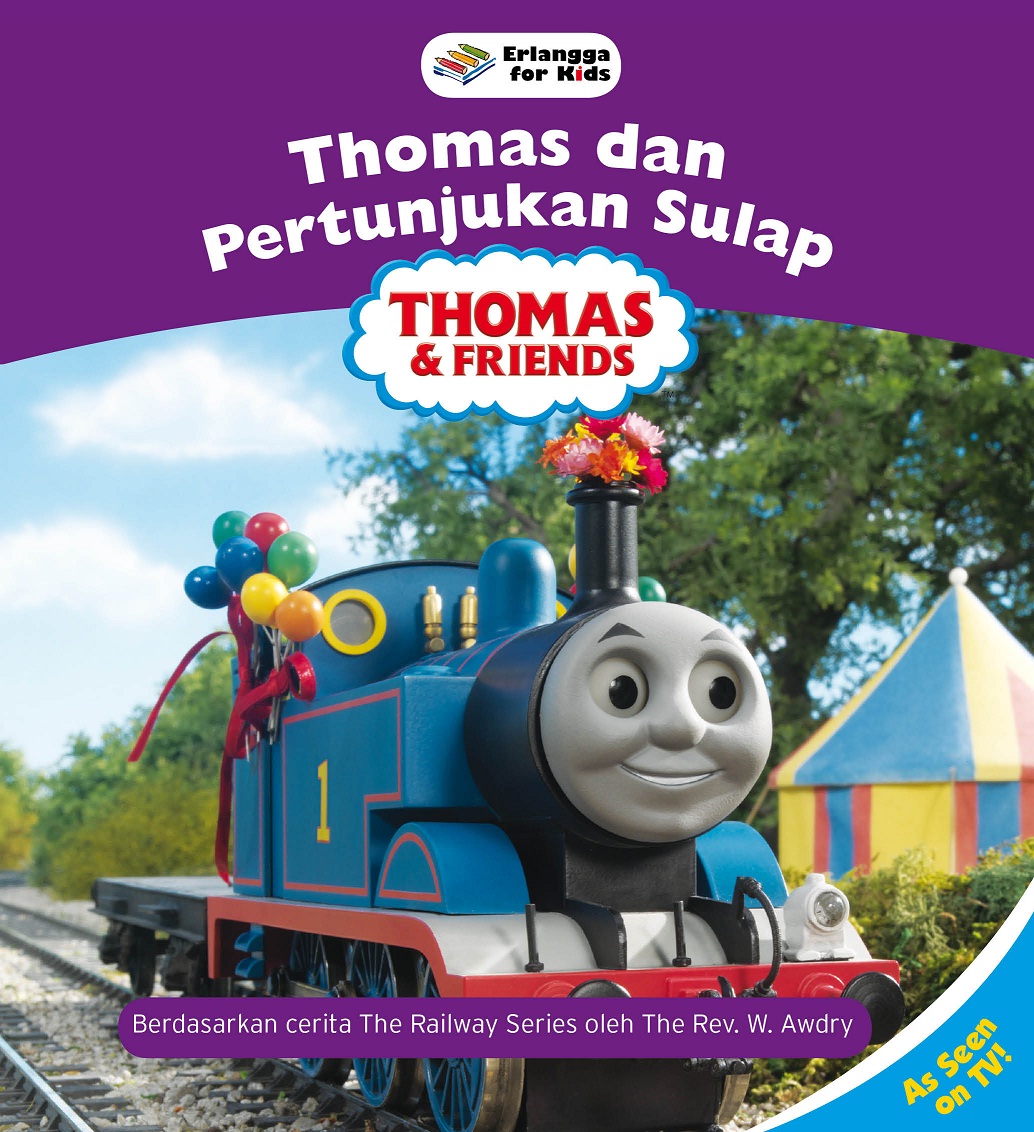 Erlangga
for Kids
Thomas dan
Pertunjukan Sulap
THOMAS
& FRIENDS
TM
1
Berdasarkan cerita The Railway Series oleh The Rev. W. Awdry
As Seen
on TV!